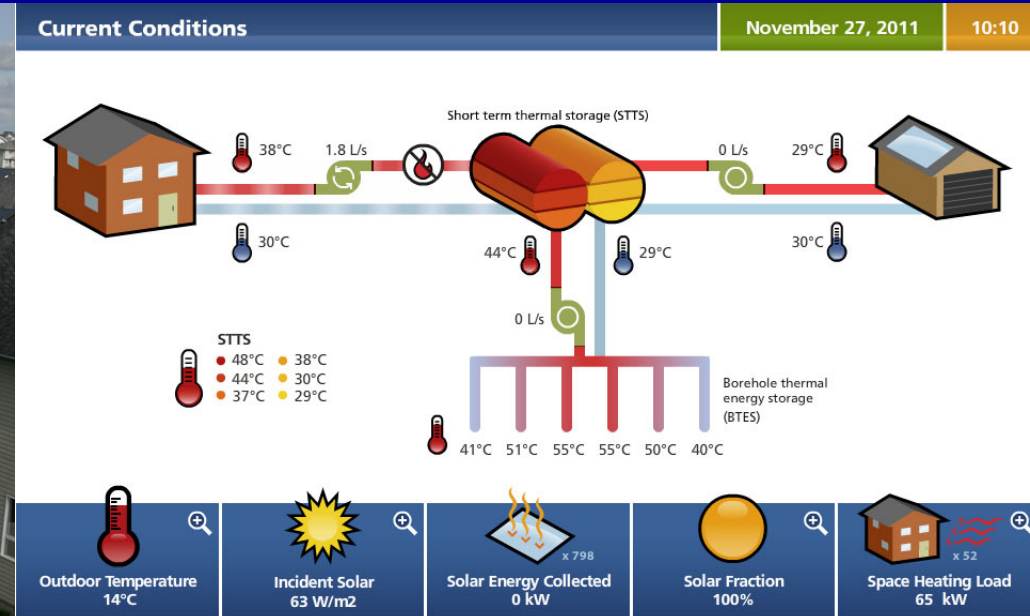 Current Conditions
November 27, 2011
10:10
Short term thermal storage (STTS)
38°C
1.8 L/s
0 L/s
29°C
30°C
44°C
29°C
30°C
0 L/s
STTS
48°C 38°C
44°C 30°C
37°C 29°C
Borehole thermal
energy storage
(BTES)
41°C 51°C 55°C 55°C 50°C 40°C
x 798
x 52
Outdoor Temperature
14°C
Incident Solar
63 W/m2
Solar Energy Collected
0 kW
Solar Fraction
100%
Space Heating Load
65 kW